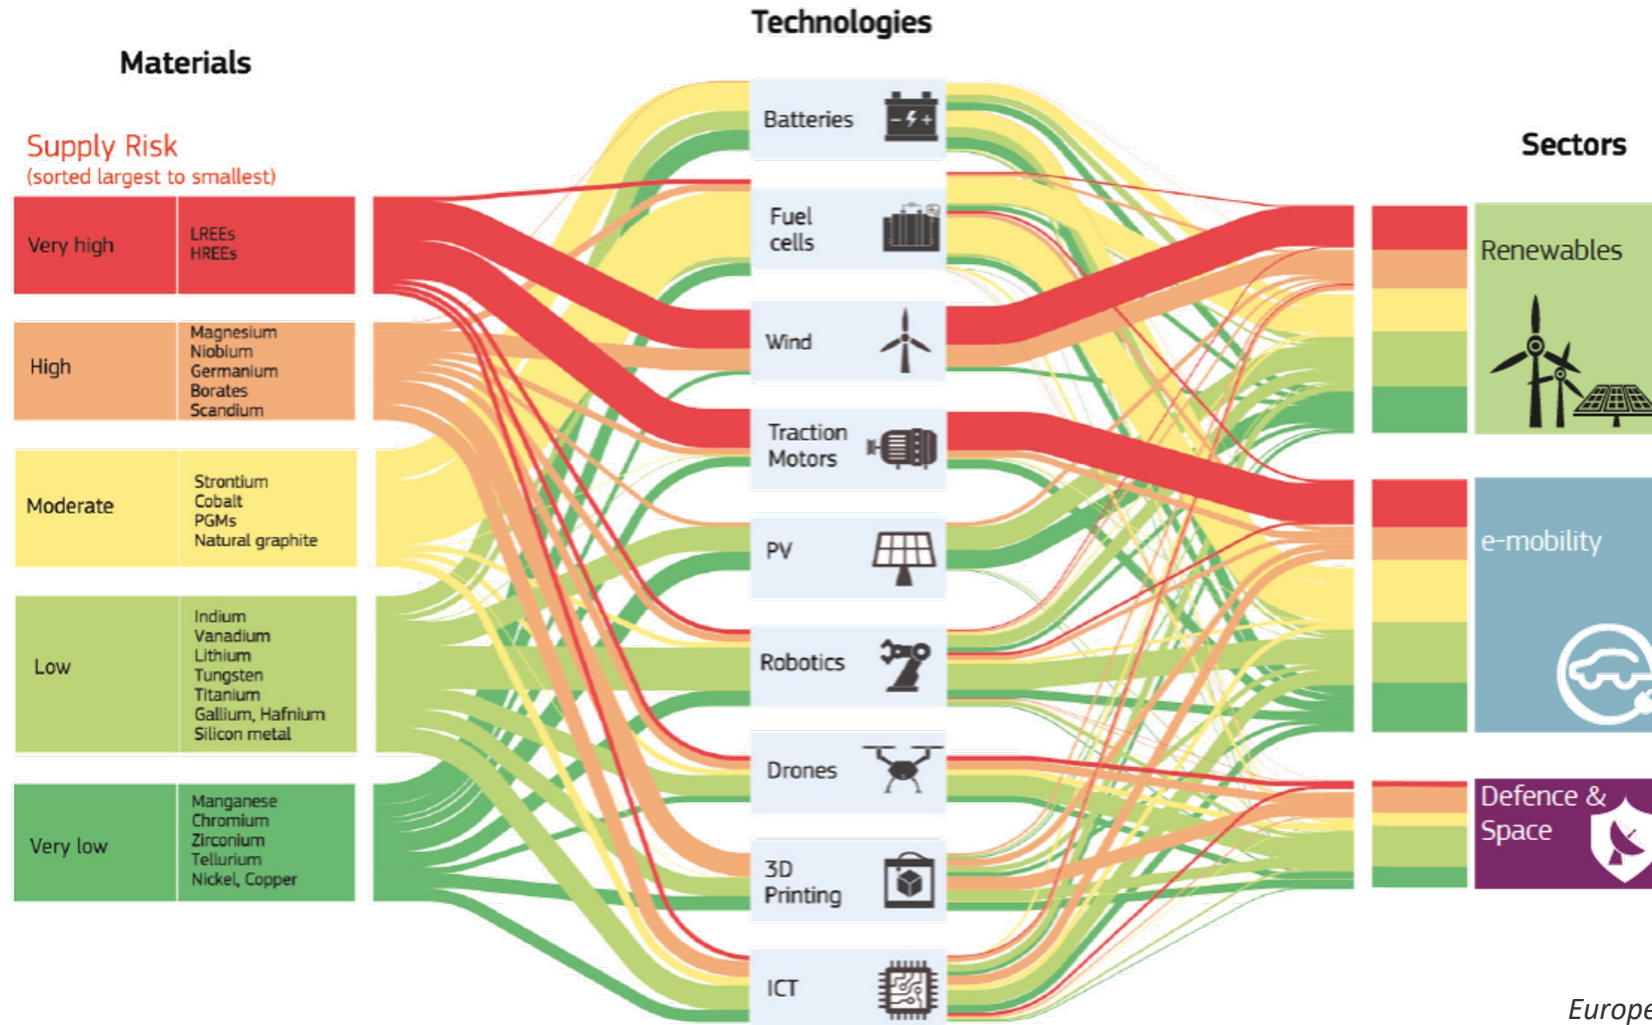 Technologies
Materials
Sectors
Supply Risk
(sorted largest to smallest)
Very high
LREEs
HREEs
High
Magnesium
Niobium
Germanium
Borates
Scandium
Moderate
Strontium
Cobalt
PGMs
Natural graphite
Low
Indium
Vanadium
Lithium
Tungsten
Titanium
Gallium, Hafnium
Silicon metal
Very low
Manganese
Chromium
Zirconium
Tellurium
Nickel, Copper
Batteries
Fuel
cells
Wind
Traction
Motors
PV
Robotics
Drones
3D
Printing
ICT
Renewables
e-mobility
Defence &
Space
Europe